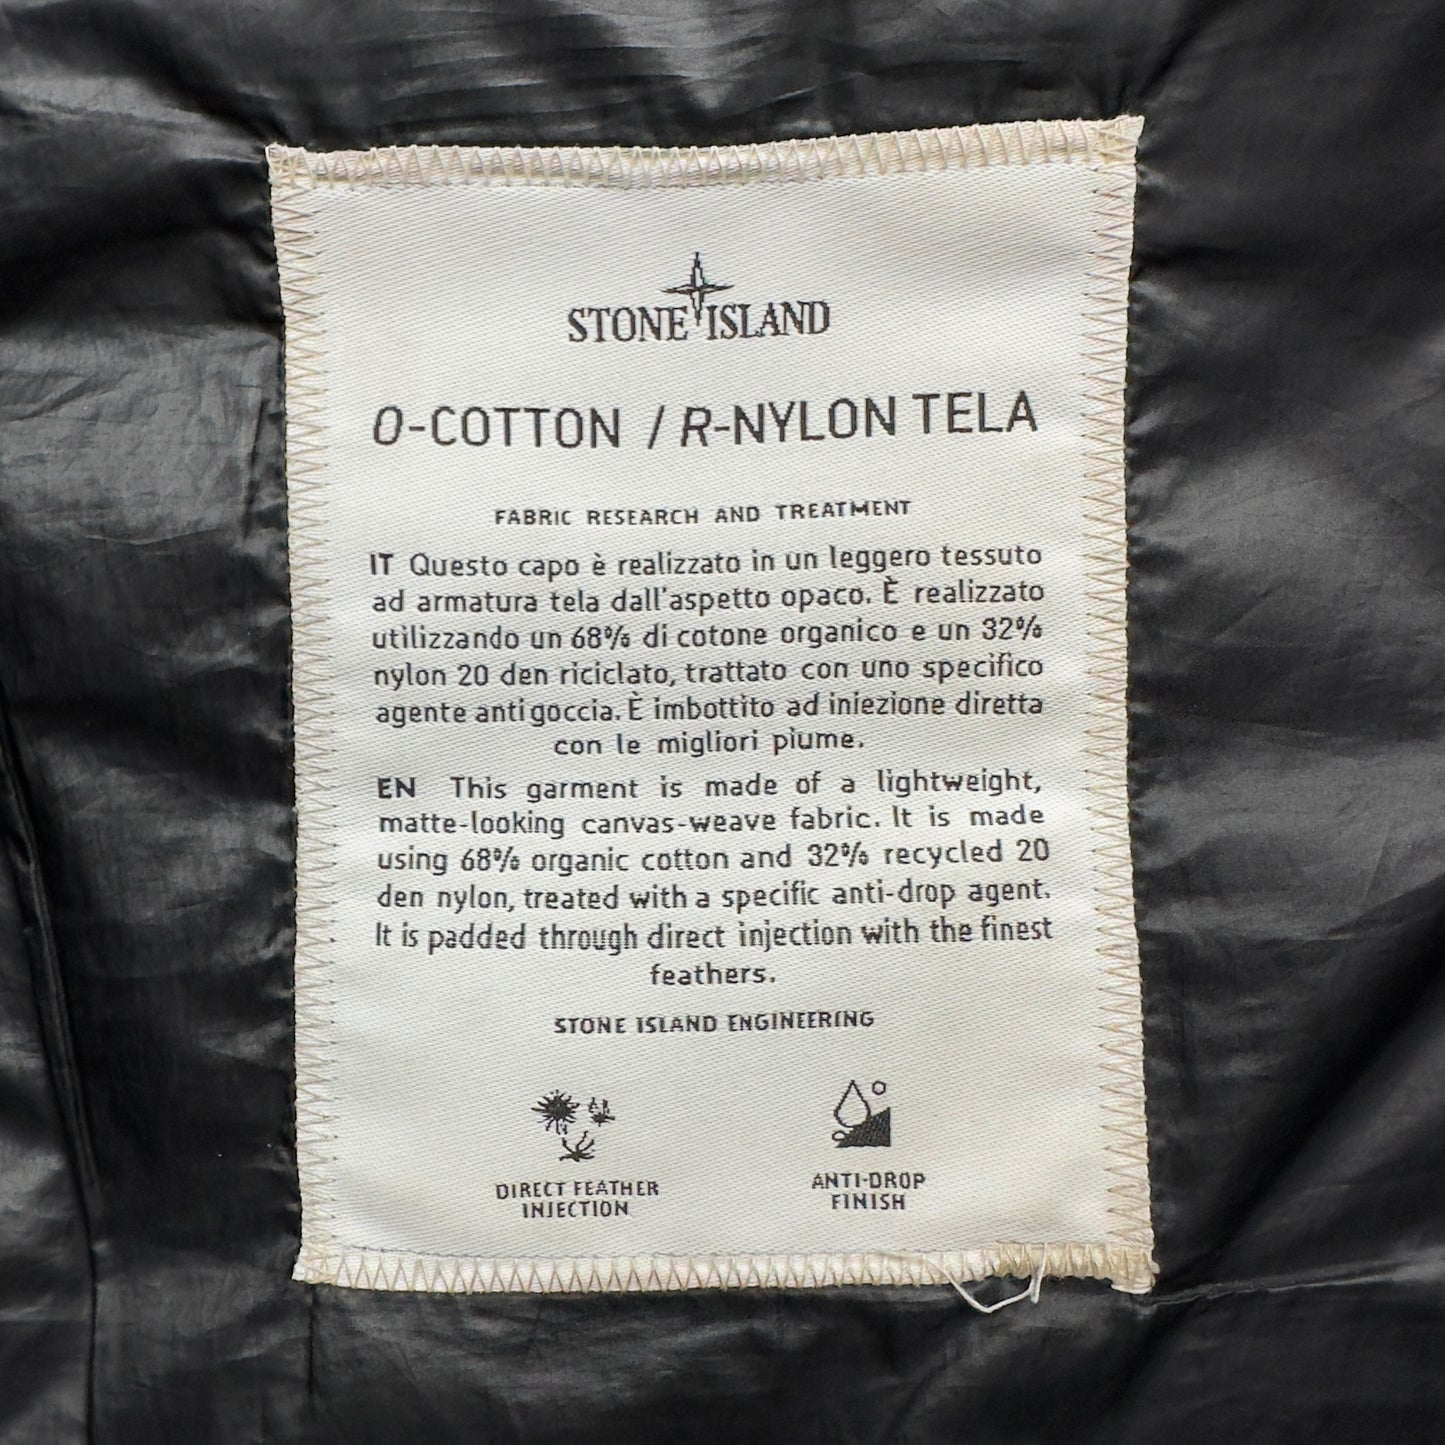 STONE ISLAND
O-COTTON / R-NYLON TELA
FABRIC RESEARCH AND TREATMENT
IT Questo capo è realizzato in un leggero tessuto
ad armatura tela dall'aspetto opaco. È realizzato
utilizzando un 68% di cotone organico e un 32%
nylon 20 den riciclato, trattato con uno specifico
agente antigoccia. È imbottito ad iniezione diretta
con le migliori piume.
EN This garment is made of a lightweight,
matte-looking canvas-weave fabric. It is made
using 68% organic cotton and 32% recycled 20
den nylon, treated with a specific anti-drop agent.
It is padded through direct injection with the finest
feathers.
STONE ISLAND ENGINEERING
DIRECT FEATHER
INJECTION
ANTI-DROP
FINISH